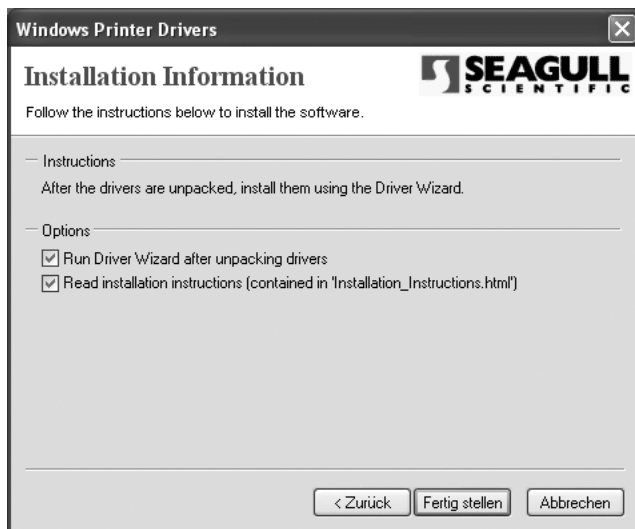 Windows Printer Drivers
Installation Information
SEAGULL
SCIENTIFIC
Follow the instructions below to install the software.
Instructions
After the drivers are unpacked, install them using the Driver Wizard.
Options
Run Driver Wizard after unpacking drivers
Read installation instructions (contained in 'Installation_Instructions.html')
< Zurück
Fertig stellen
Abbrechen